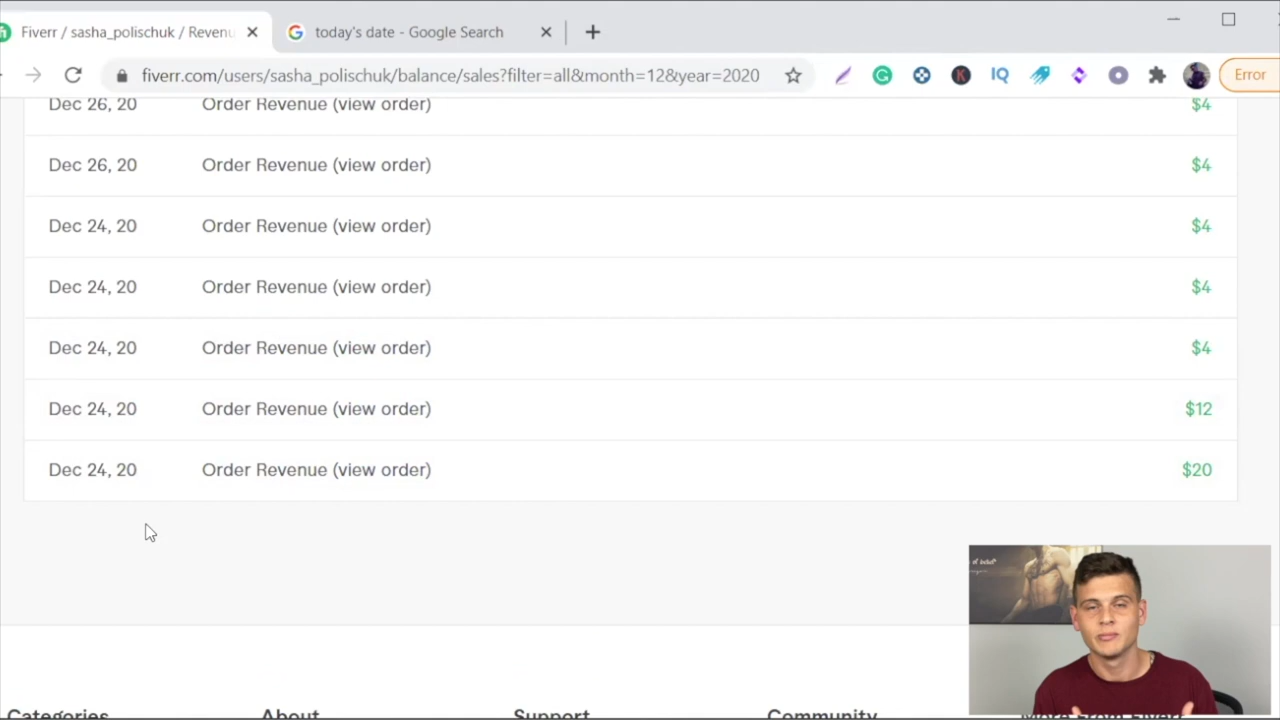 Fiverr / sasha_polischuk / Revenu
today's date - Google Search
fiverr.com/users/sasha_polischuk/balance/sales?filter=all&month=12&year=2020
IQ
K
Error
Dec 26, 20 Order Revenue (view order) $4
Dec 26, 20 Order Revenue (view order) $4
Dec 24, 20 Order Revenue (view order) $4
Dec 24, 20 Order Revenue (view order) $4
Dec 24, 20 Order Revenue (view order) $4
Dec 24, 20 Order Revenue (view order) $12
Dec 24, 20 Order Revenue (view order) $20
Categories About Support Community More From Fiverr